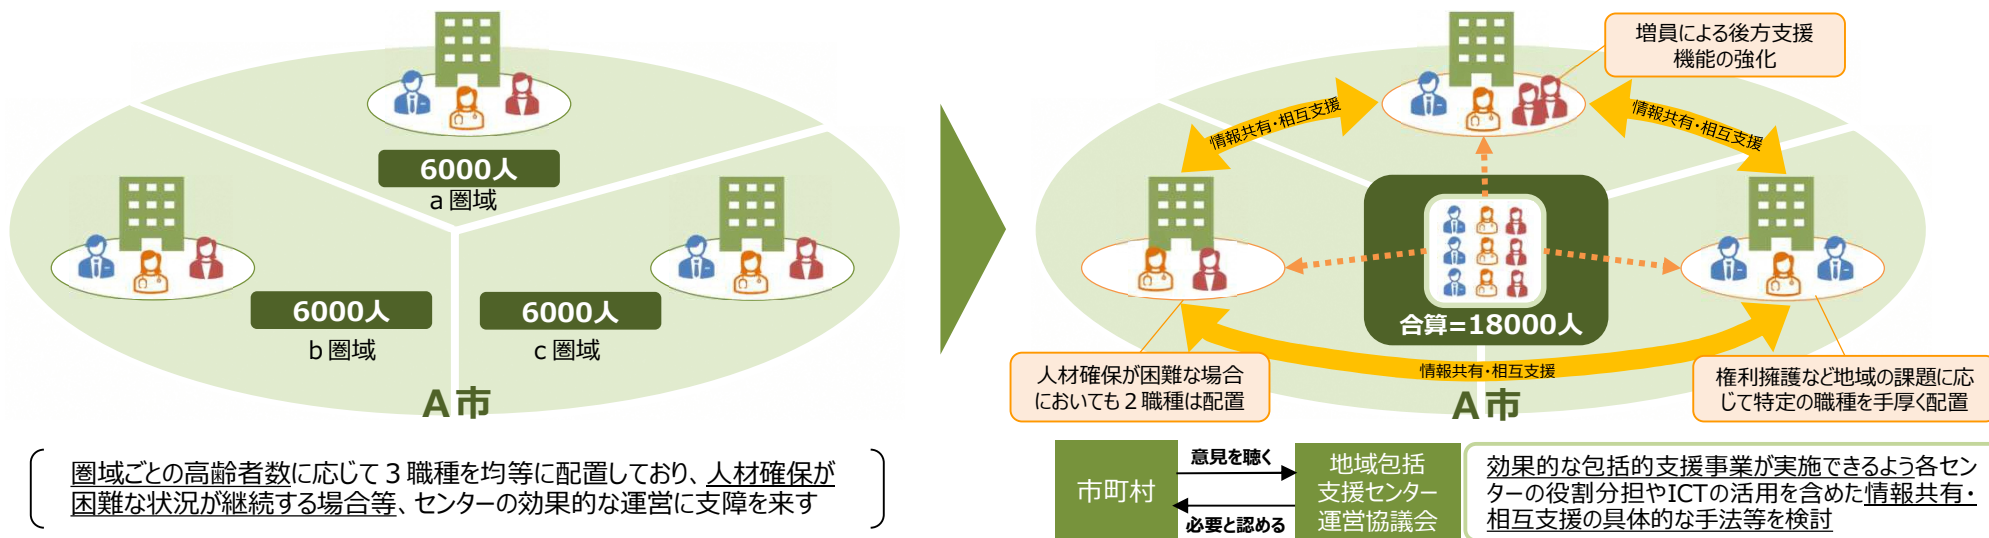 6000人
a圏域
6000人
b圏域
6000人
c圏域
A市
圏域ごとの高齢者数に応じて３職種を均等に配置しており、人材確保が
困難な状況が継続する場合等、センターの効果的な運営に支障を来す
増員による後方支援
機能の強化
情報共有・相互支援
情報共有・相互支援
合算=18000人
情報共有・相互支援
人材確保が困難な場合
においても２職種は配置
権利擁護など地域の課題に応
じて特定の職種を手厚く配置
A市
市町村
意見を聴く
必要と認める
地域包括
支援センター
運営協議会
効果的な包括的支援事業が実施できるよう各セン
ターの役割分担やICTの活用を含めた情報共有・
相互支援の具体的な手法等を検討